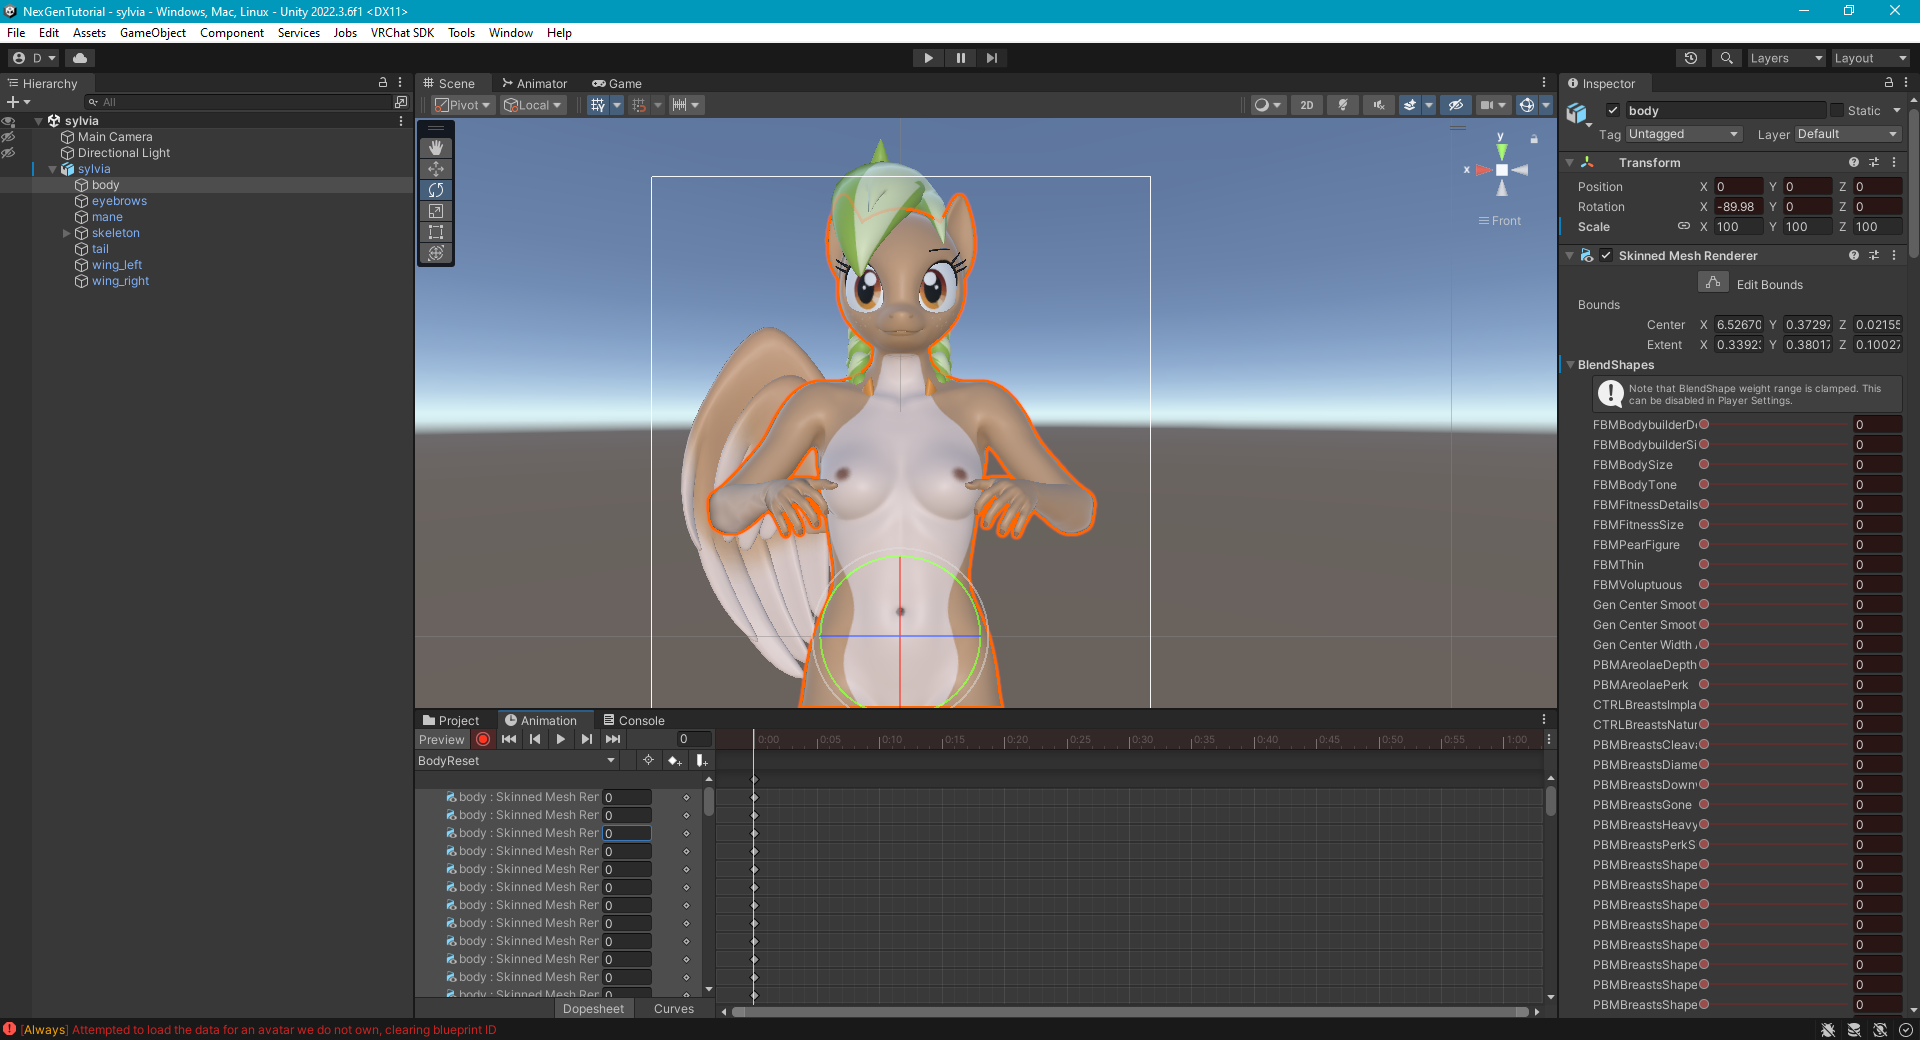 NexGenTutorial - sylvia - Windows, Mac, Linux - Unity 2022.3.6f1 <DX11>
File Edit Assets GameObject Component Services Jobs VRChat SDK Tools Window Help
D Layers Layout
Hierarchy
All
sylvia
Main Camera
Directional Light
sylvia
body
eyebrows
mane
skeleton
tail
wing_left
wing_right
Scene Animator Game
Pivot Local 2D
y
x
Front
Project Animation Console
Preview 0 0:00 0:05 0:10 0:15 0:20 0:25 0:30 0:35 0:40 0:45 0:50 0:55 1:00
BodyReset
body : Skinned Mesh Rer 0
body : Skinned Mesh Rer 0
body : Skinned Mesh Rer 0
body : Skinned Mesh Rer 0
body : Skinned Mesh Rer 0
body : Skinned Mesh Rer 0
body : Skinned Mesh Rer 0
body : Skinned Mesh Rer 0
body : Skinned Mesh Rer 0
body : Skinned Mesh Rer 0
body : Skinned Mesh Rer 0
body : Skinned Mesh Rer 0
Dopesheet Curves
Inspector
body Static
Tag Untagged Layer Default
Transform
Position X 0 Y 0 Z 0
Rotation X -89.98 Y 0 Z 0
Scale X 100 Y 100 Z 100
Skinned Mesh Renderer
Edit Bounds
Bounds
Center X 6.52670 Y 0.37297 Z 0.02155
Extent X 0.33923 Y 0.38017 Z 0.10027
BlendShapes
Note that BlendShape weight range is clamped. This
can be disabled in Player Settings.
FBMBodybuilderD 0
FBMBodybuilderSi 0
FBMBodySize 0
FBMBodyTone 0
FBMFitnessDetails 0
FBMFitnessSize 0
FBMPearFigure 0
FBMThin 0
FBMVoluptuous 0
Gen Center Smoot 0
Gen Center Smoot 0
Gen Center Width 0
PBMAreolaeDepth 0
PBMAreolaePerk 0
CTRLBreastsImpla 0
CTRLBreastsNatur 0
PBMBreastsCleav 0
PBMBreastsDiame 0
PBMBreastsDown 0
PBMBreastsGone 0
PBMBreastsHeavy 0
PBMBreastsPerkS 0
PBMBreastsShape 0
PBMBreastsShape 0
PBMBreastsShape 0
PBMBreastsShape 0
PBMBreastsShape 0
PBMBreastsShape 0
PBMBreastsShape 0
PBMBreastsShape 0
[Always] Attempted to load the data for an avatar we do not own, clearing blueprint ID